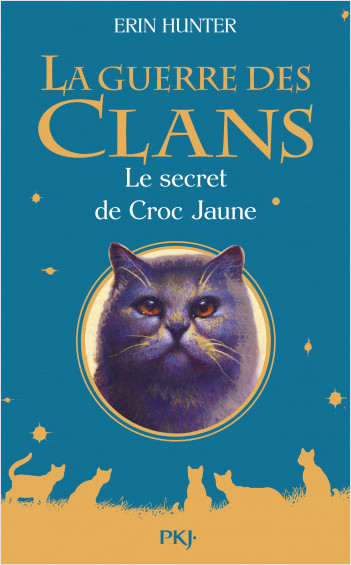 ERIN HUNTER
LA GUERRE DES
CLANS
Le secret
de Croc Jaune
PKJ·